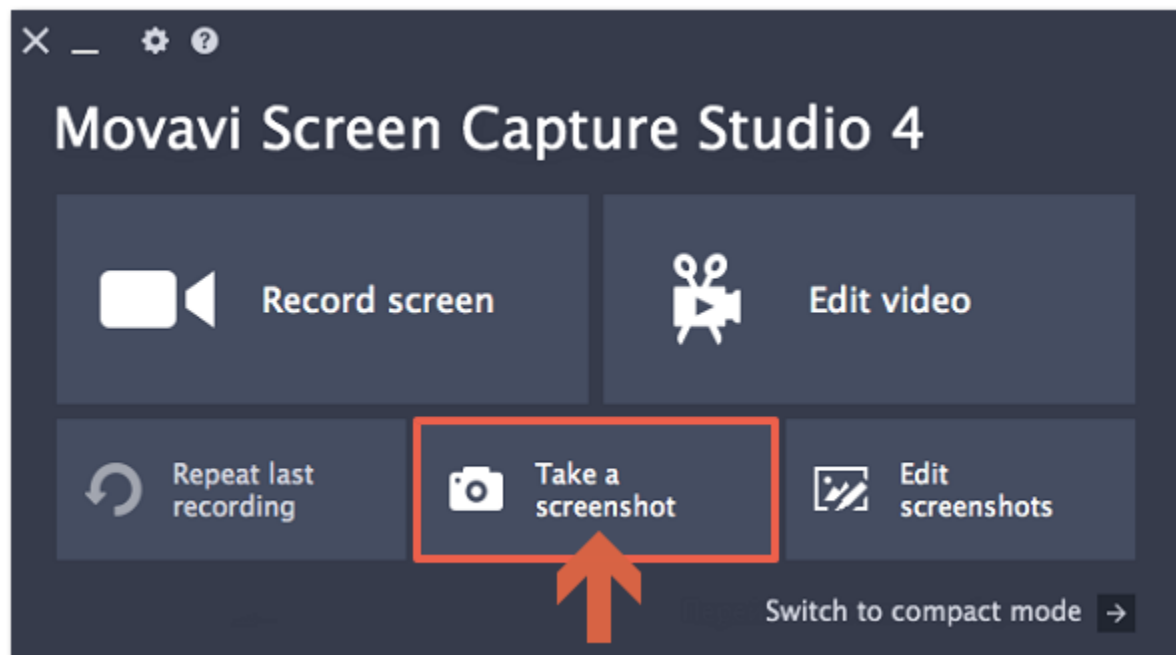 Movavi Screen Capture Studio 4
Record screen
Edit video
Repeat last
recording
Take a
screenshot
Edit
screenshots
Switch to compact mode